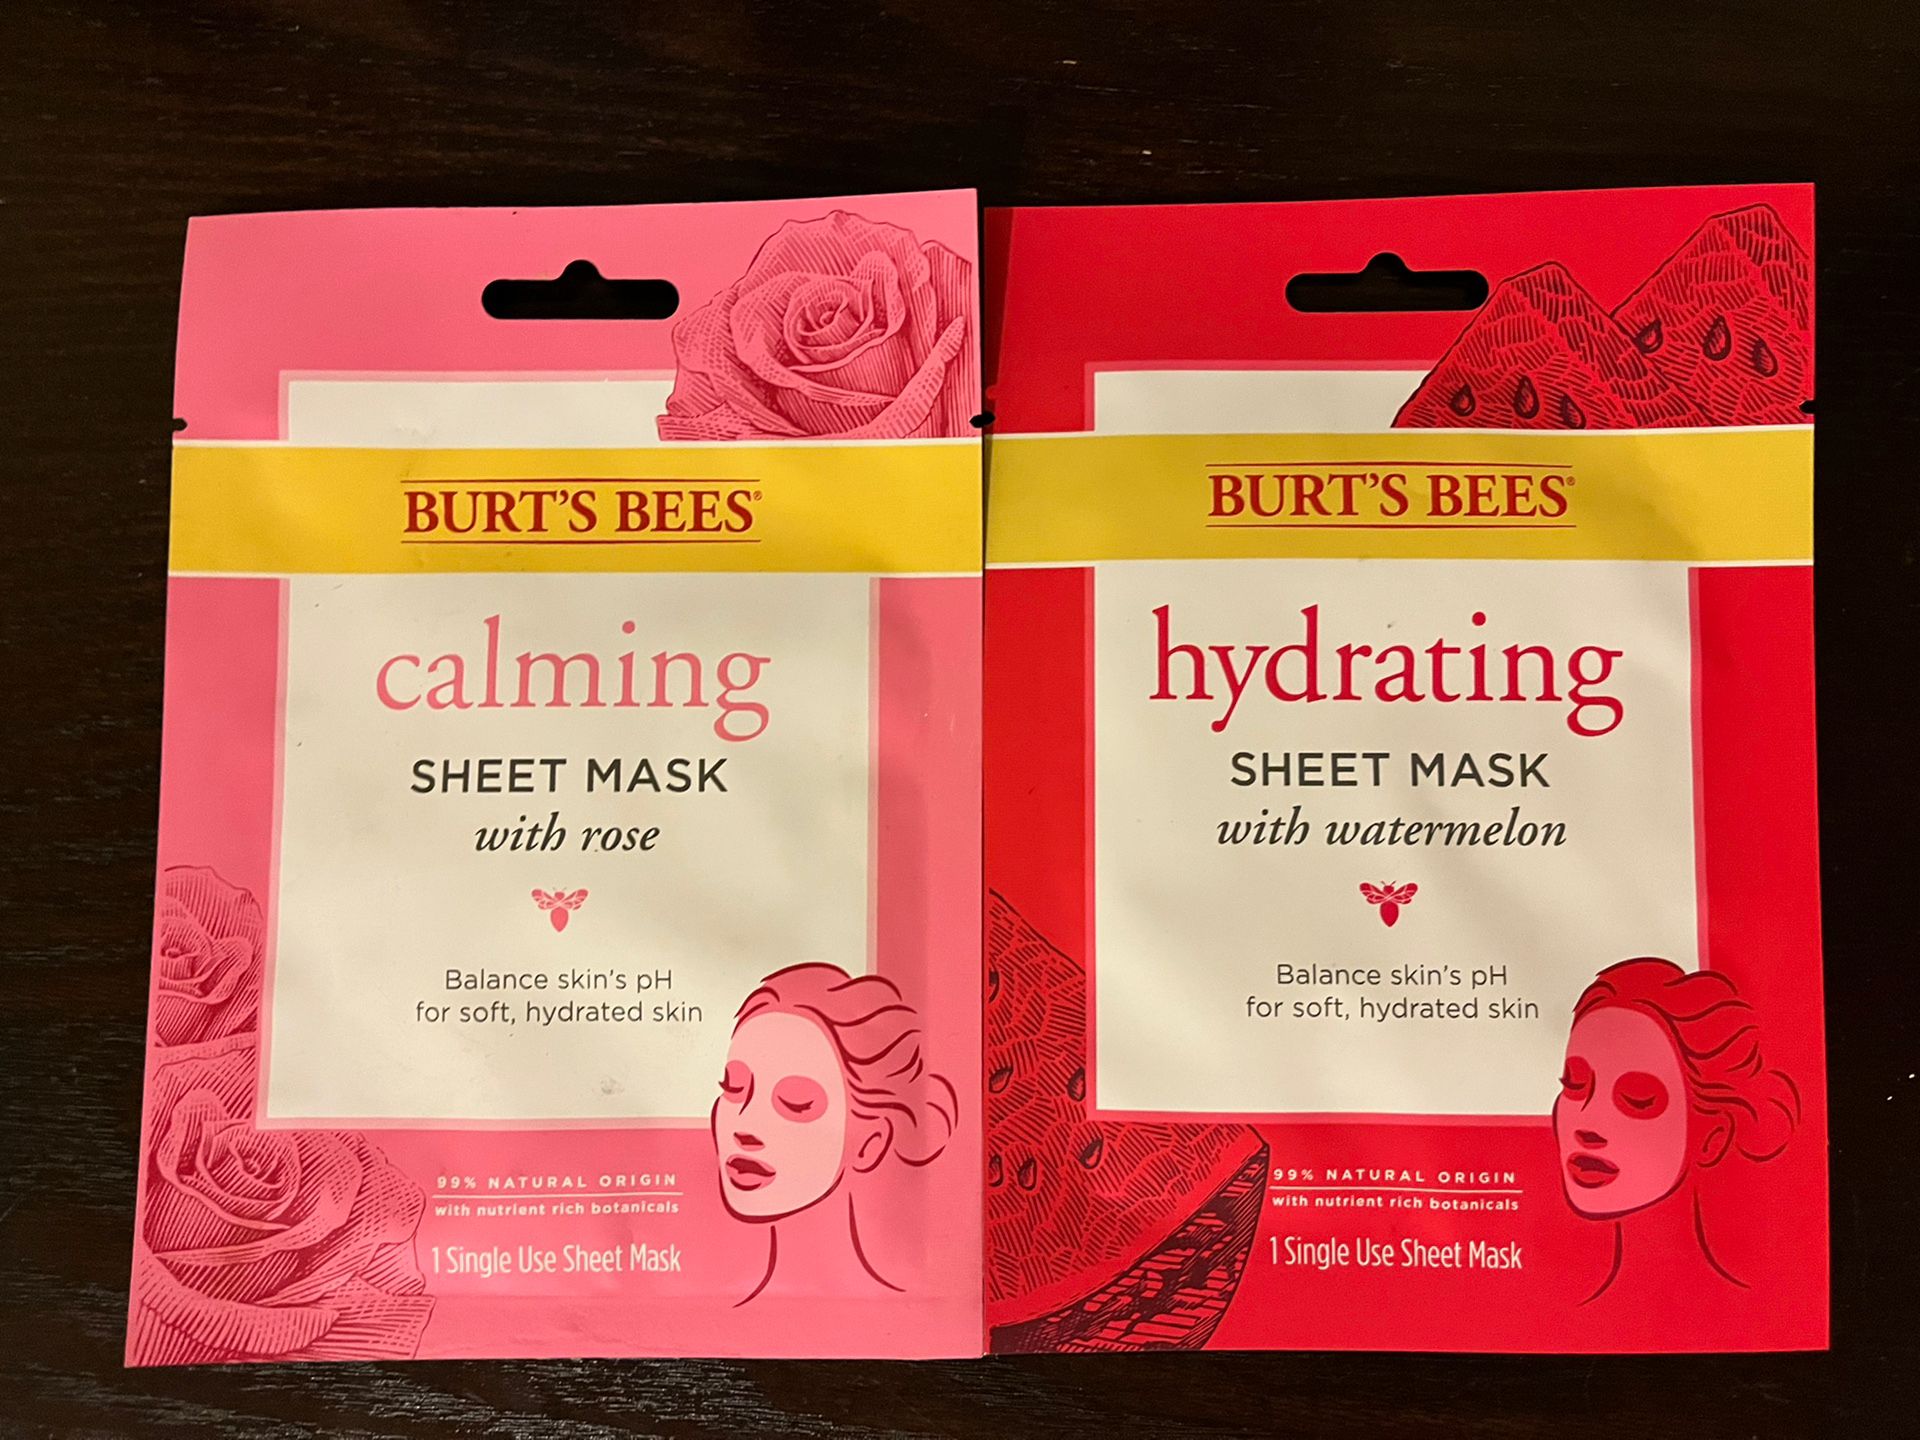 BURT'S BEES®
calming
SHEET MASK
with rose
Balance skin's pH
for soft, hydrated skin
99% NATURAL ORIGIN
with nutrient rich botanicals
1 Single Use Sheet Mask
BURT'S BEES®
hydrating
SHEET MASK
with watermelon
Balance skin's pH
for soft, hydrated skin
99% NATURAL ORIGIN
with nutrient rich botanicals
1 Single Use Sheet Mask